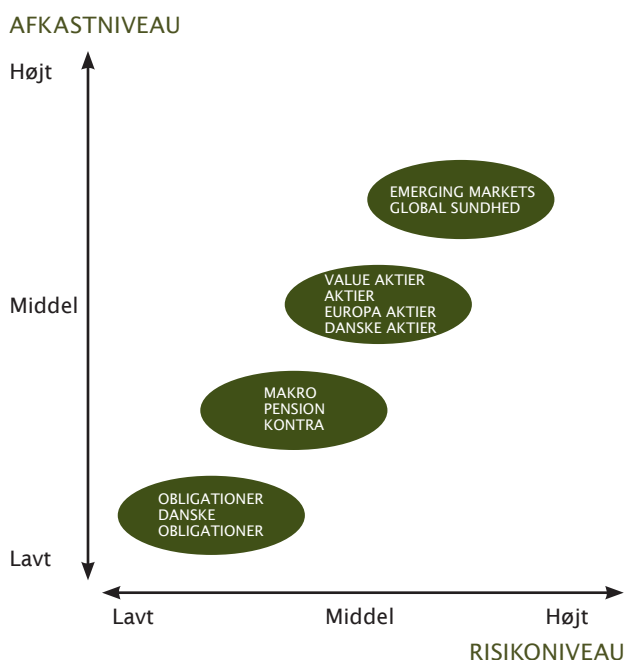 AFKASTNIVEAU
Højt
EMERGING MARKETS
GLOBAL SUNDHED
VALUE AKTIER
AKTIER
EUROPA AKTIER
DANSKE AKTIER
Middel
MAKRO
PENSION
KONTRA
OBLIGATIONER
DANSKE
OBLIGATIONER
Lavt
Lavt Middel Højt
RISIKONIVEAU